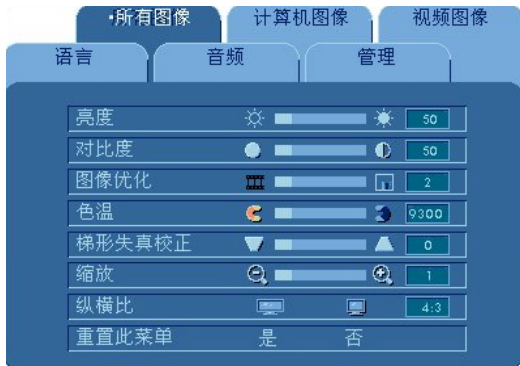 ·所有图像 计算机图像 视频图像
语言 音频 管理
亮度 50
对比度 50
图像优化 2
色温 9300
梯形失真校正 0
缩放 1
纵横比 4:3
重置此菜单 是 否